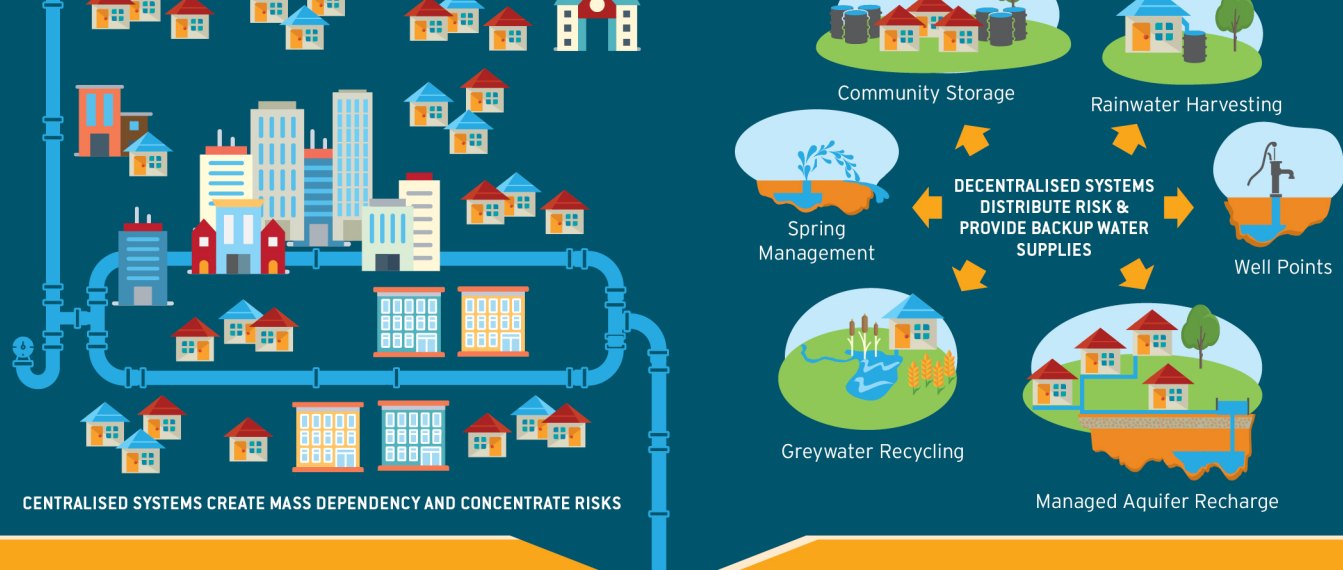 Community Storage
Rainwater Harvesting
DECENTRALISED SYSTEMS
DISTRIBUTE RISK &
PROVIDE BACKUP WATER
SUPPLIES
Spring
Management
Well Points
Greywater Recycling
Managed Aquifer Recharge
CENTRALISED SYSTEMS CREATE MASS DEPENDENCY AND CONCENTRATE RISKS